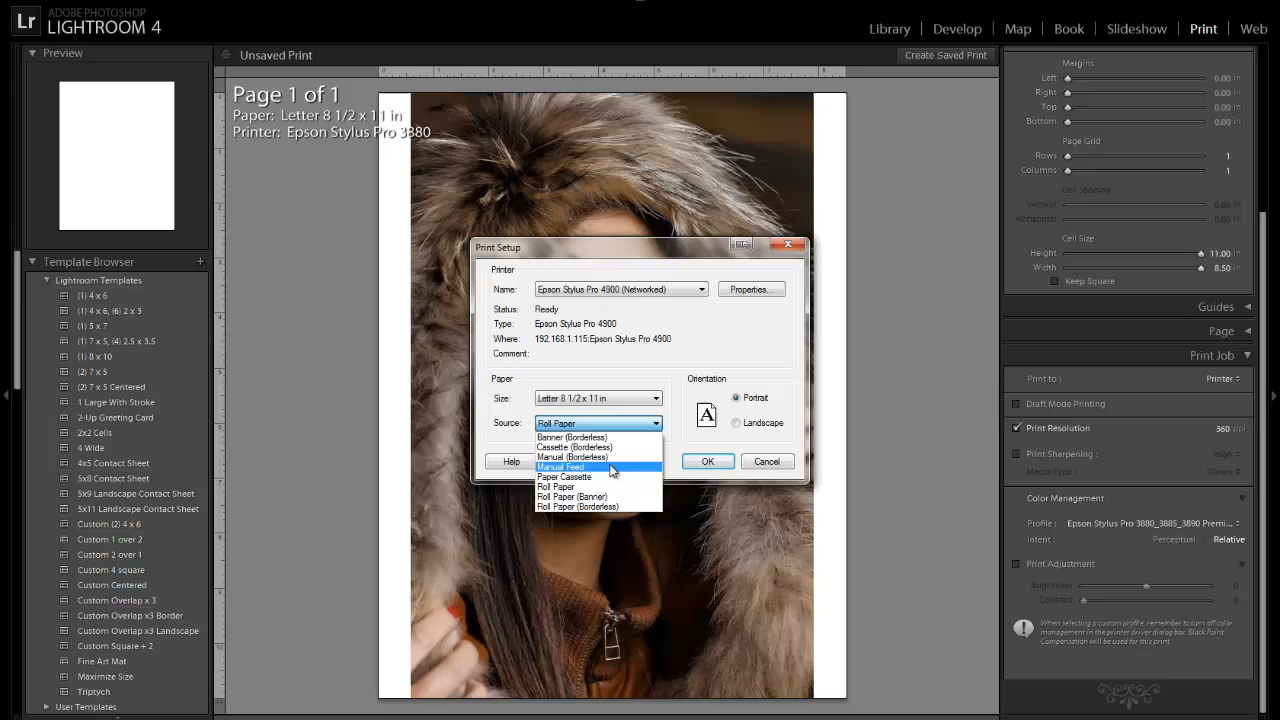 Lr
ADOBE PHOTOSHOP
LIGHTROOM 4
Library | Develop | Map | Book | Slideshow | Print | Web
Preview
Template Browser +
Lightroom Templates
(1) 4 x 6
(1) 4 x 6, (6) 2 x 3
(1) 5 x 7
(1) 7 x 5, (4) 2.5 x 3.5
(1) 8 x 10
(2) 7 x 5
(2) 7 x 5 Centered
1 Large With Stroke
2-Up Greeting Card
2x2 Cells
4 Wide
4x5 Contact Sheet
5x8 Contact Sheet
5x9 Landscape Contact Sheet
5x11 Landscape Contact Sheet
Custom (2) 4 x 6
Custom 1 over 2
Custom 2 over 1
Custom 4 square
Custom Centered
Custom Overlap x 3
Custom Overlap x3 Border
Custom Overlap x3 Landscape
Custom Square + 2
Fine Art Mat
Maximize Size
Triptych
User Templates
Unsaved Print
Create Saved Print
Page 1 of 1
Paper: Letter 8 1/2 x 11 in
Printer: Epson Stylus Pro 3880
Print Setup
Printer
Name: Epson Stylus Pro 4900 (Networked) Properties...
Status: Ready
Type: Epson Stylus Pro 4900
Where: 192.168.1.115:Epson Stylus Pro 4900
Comment:
Paper
Size: Letter 8 1/2 x 11 in
Source: Roll Paper
Banner (Borderless)
Cassette (Borderless)
Manual (Borderless)
Manual Feed
Paper Cassette
Roll Paper
Roll Paper (Banner)
Roll Paper (Borderless)
Orientation
A
Portrait
Landscape
Help OK Cancel
Margins
Left 0.00 in
Right 0.00 in
Top 0.00 in
Bottom 0.00 in
Page Grid
Rows 1
Columns 1
Cell Spacing
Vertical
Horizontal
Cell Size
Height 11.00 in
Width 8.50 in
Keep Square
Guides
Page
Print Job
Print to : Printer
Draft Mode Printing
Print Resolution 360 ppi
Print Sharpening : High
Media Type : Glossy
Color Management
Profile : Epson Stylus Pro 3880_3885_3890 Premi...
Intent : Perceptual Relative
Print Adjustment
Brightness 0
Contrast 0
When selecting a custom profile, remember to turn off color
management in the printer driver dialog box. Black Point
Compensation will be used for this print.